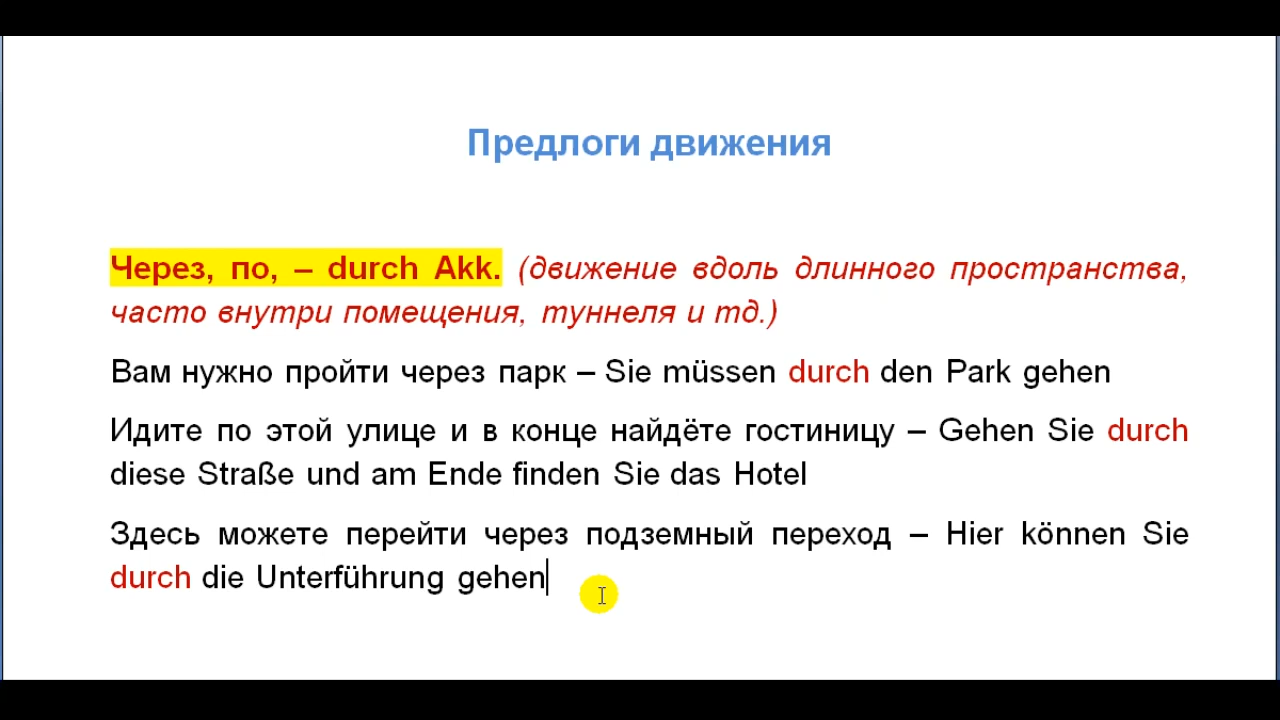 Предлоги движения
Через, по, – durch Akk. (движение вдоль длинного пространства,
часто внутри помещения, туннеля и тд.)
Вам нужно пройти через парк – Sie müssen durch den Park gehen
Идите по этой улице и в конце найдёте гостиницу – Gehen Sie durch
diese Straße und am Ende finden Sie das Hotel
Здесь можете перейти через подземный переход – Hier können Sie
durch die Unterführung gehen